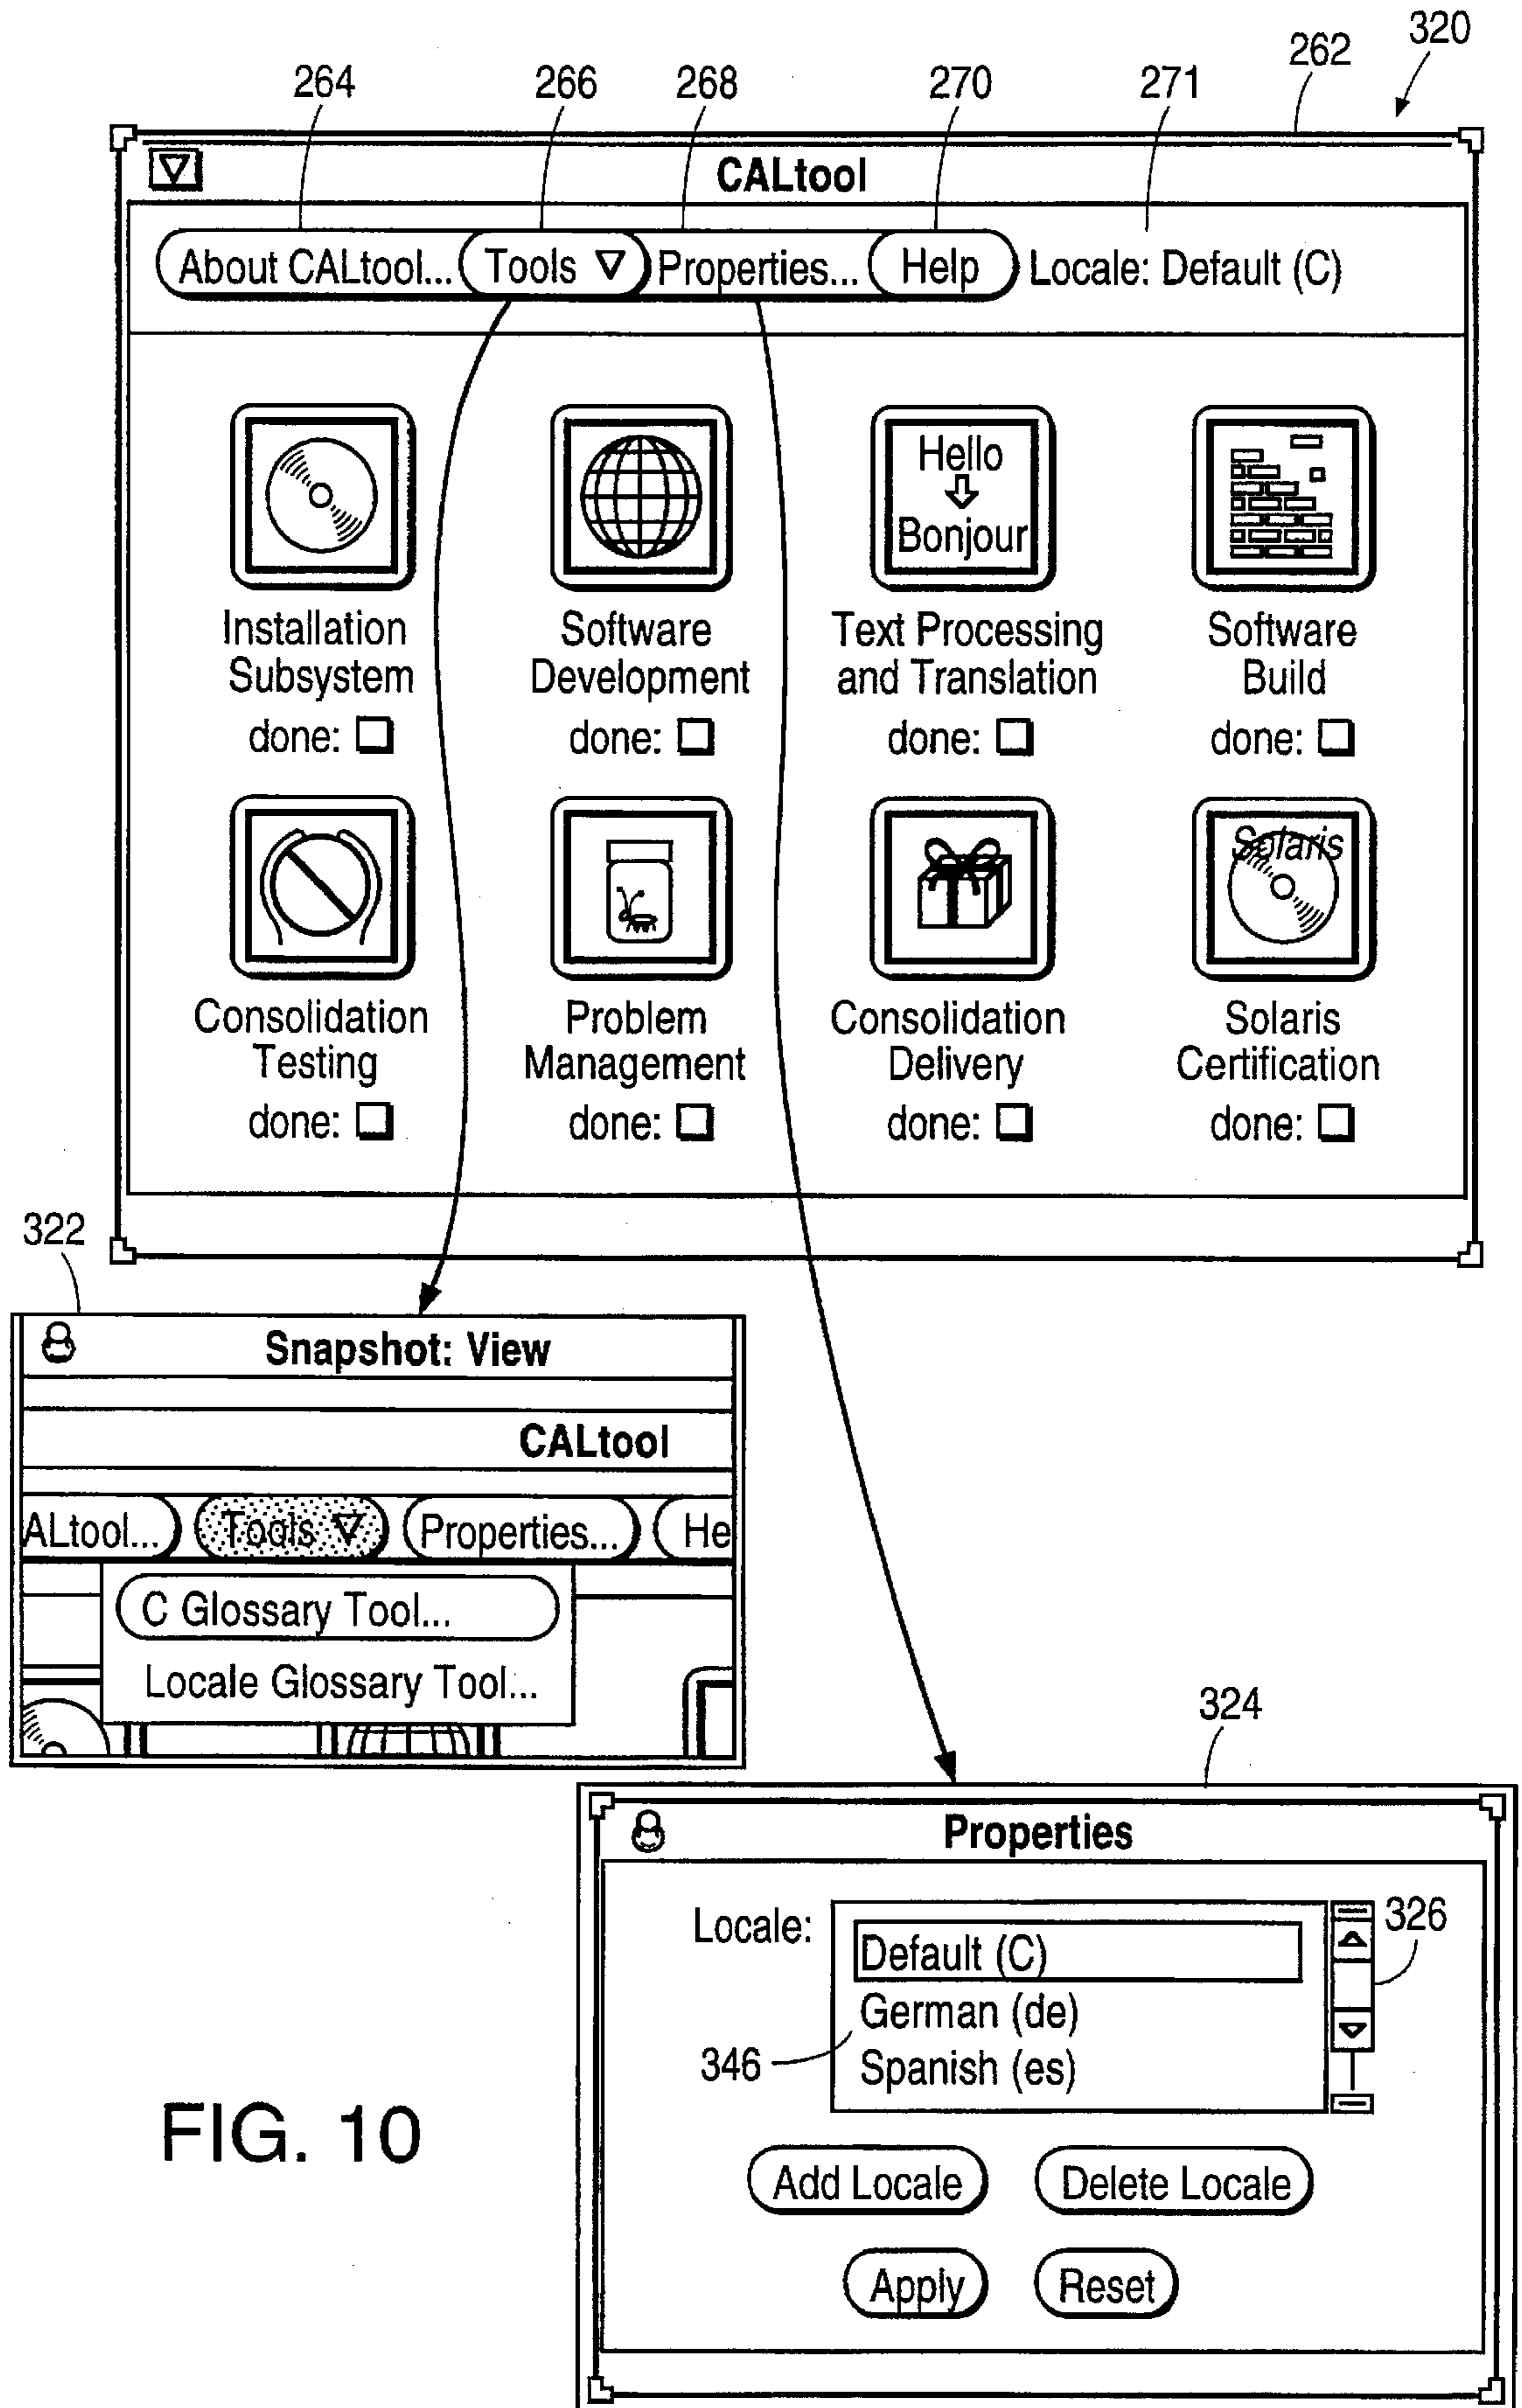 320
262
264 266 268 270 271
CALtool
About CALtool... Tools Properties... Help Locale: Default (C)
Hello
Bonjour
Installation Subsystem
done:
Software Development
done:
Text Processing and Translation
done:
Software Build
done:
Solaris
Consolidation Testing
done:
Problem Management
done:
Consolidation Delivery
done:
Solaris Certification
done:
322
Snapshot: View
CALtool
ALtool... Tools Properties... He
C Glossary Tool...
Locale Glossary Tool...
324
Properties
Locale:
Default (C)
German (de)
Spanish (es)
326
346
Add Locale Delete Locale
Apply Reset
FIG. 10